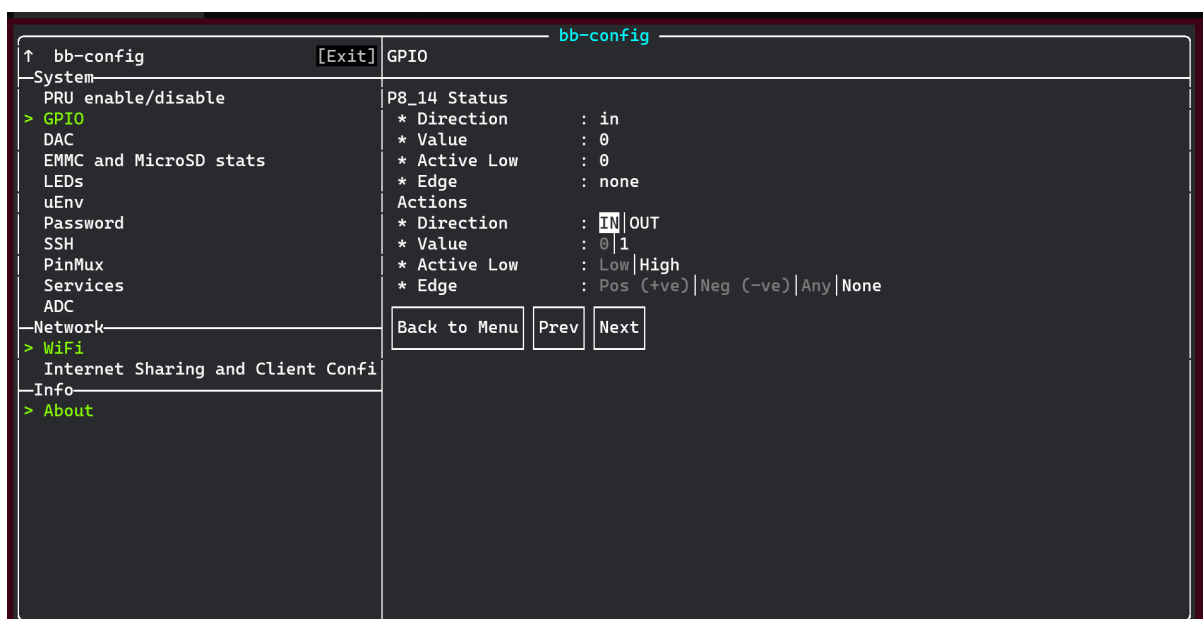 bb-config
↑ bb-config [Exit]
System
PRU enable/disable
> GPIO
DAC
EMMC and MicroSD stats
LEDs
uEnv
Password
SSH
PinMux
Services
ADC
Network
> WiFi
Internet Sharing and Client Confi
Info
> About
GPIO
P8_14 Status
* Direction : in
* Value : 0
* Active Low : 0
* Edge : none
Actions
* Direction : IN|OUT
* Value : 0|1
* Active Low : Low|High
* Edge : Pos (+ve)|Neg (-ve)|Any|None
Back to Menu Prev Next